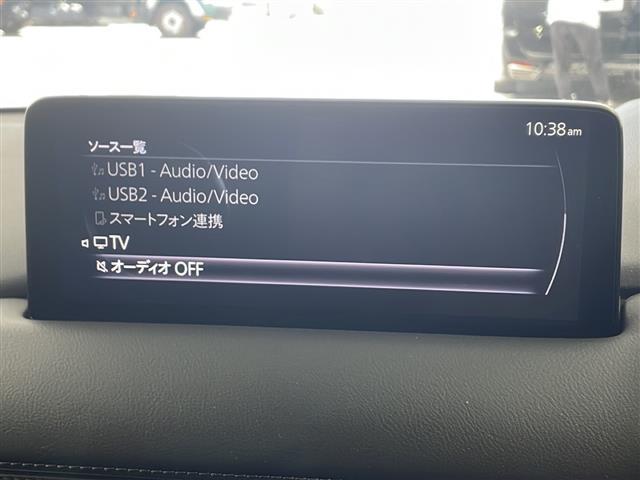 10:38am
ソース一覧
USB1 - Audio/Video
USB2 - Audio/Video
スマートフォン連携
TV
オーディオ OFF